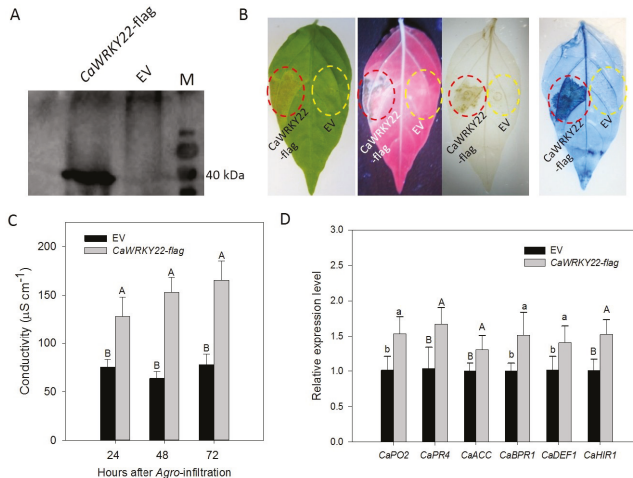 A
CaWRKY22-flag
EV
M
40 kDa
B
CaWRKY22
-flag
EV
CaWRKY22
-flag
EV
CaWRKY22
-flag
EV
CaWRKY22
-flag
EV
C
EV
CaWRKY22-flag
Conductivity (µS cm⁻¹)
200
150
100
50
0
B
A
B
A
B
A
24
48
72
Hours after Agro-infiltration
D
EV
CaWRKY22-flag
Relative expression level
3.0
2.5
2.0
1.5
1.0
0.5
0.0
b
a
B
A
A
A
b
a
b
a
B
A
CaPO2
CaPR4
CaACC
CaBPR1
CaDEF1
CaHIR1